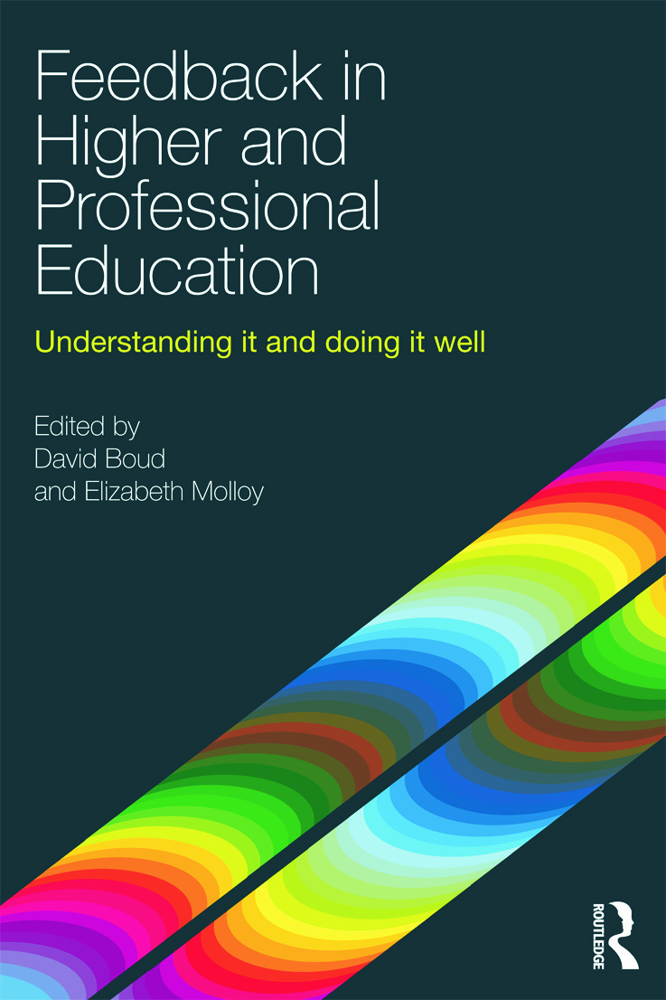 Feedback in
Higher and
Professional
Education
Understanding it and doing it well
Edited by
David Boud
and Elizabeth Molloy
ROUTLEDGE